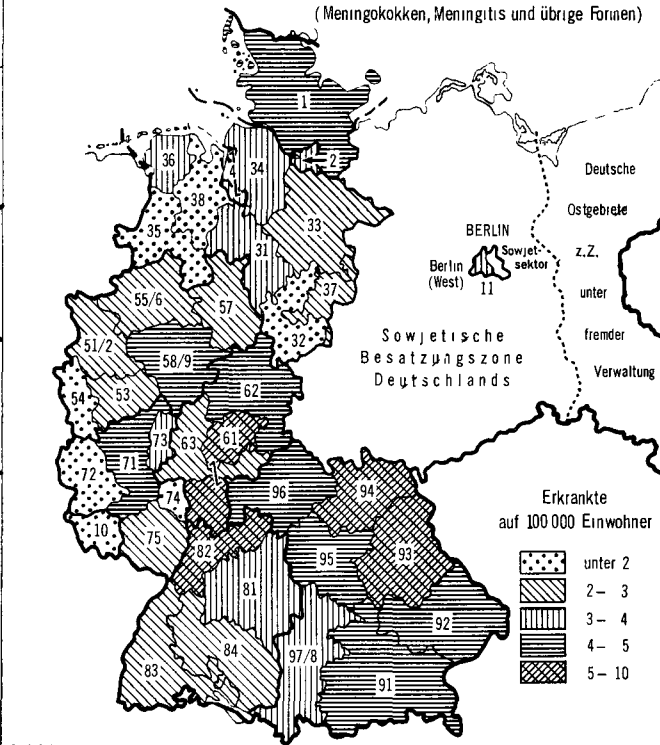 (Meningokokken, Meningitis und übrige Formen)
1
2
4
34
36
38
35
33
31
37
32
55/6
57
51/2
58/9
54
53
62
73
63
61
71
72
74
10
75
96
94
82
95
93
81
92
84
83
97/8
91
Deutsche
Ostgebiete
z.Z.
unter
fremder
Verwaltung
BERLIN
Sowjet-
sektor
Berlin
(West)
11
Sowjetische
Besatzungszone
Deutschlands
Erkrankte
auf 100 000 Einwohner
unter 2
2 – 3
3 – 4
4 – 5
5 – 10